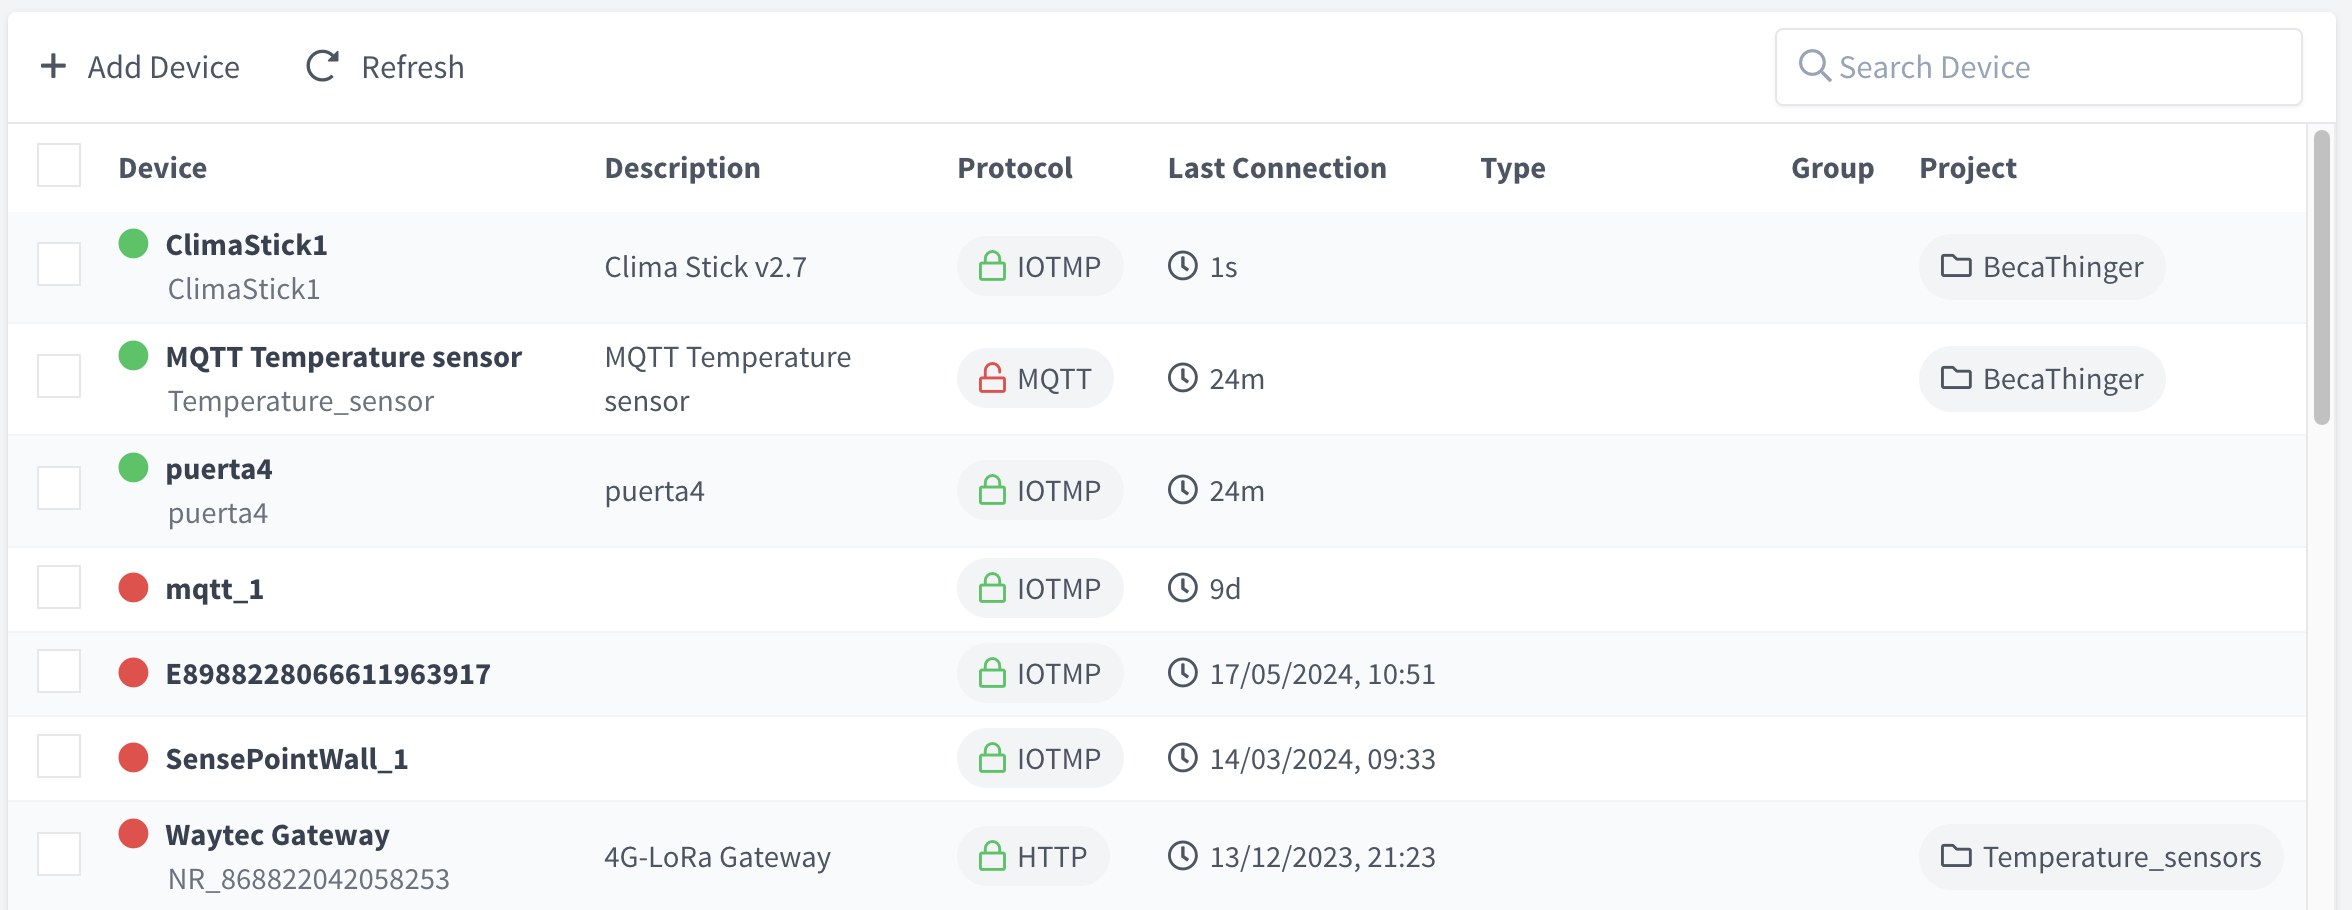 Add Device Refresh Search Device
Device Description Protocol Last Connection Type Group Project
ClimaStick1
ClimaStick1
Clima Stick v2.7 IOTMP 1s BecaThinger
MQTT Temperature sensor
Temperature_sensor
MQTT Temperature
sensor
MQTT 24m BecaThinger
puerta4
puerta4
puerta4 IOTMP 24m
mqtt_1 IOTMP 9d
E8988228066611963917 IOTMP 17/05/2024, 10:51
SensePointWall_1 IOTMP 14/03/2024, 09:33
Waytec Gateway
NR_868822042058253
4G-LoRa Gateway HTTP 13/12/2023, 21:23 Temperature_sensors